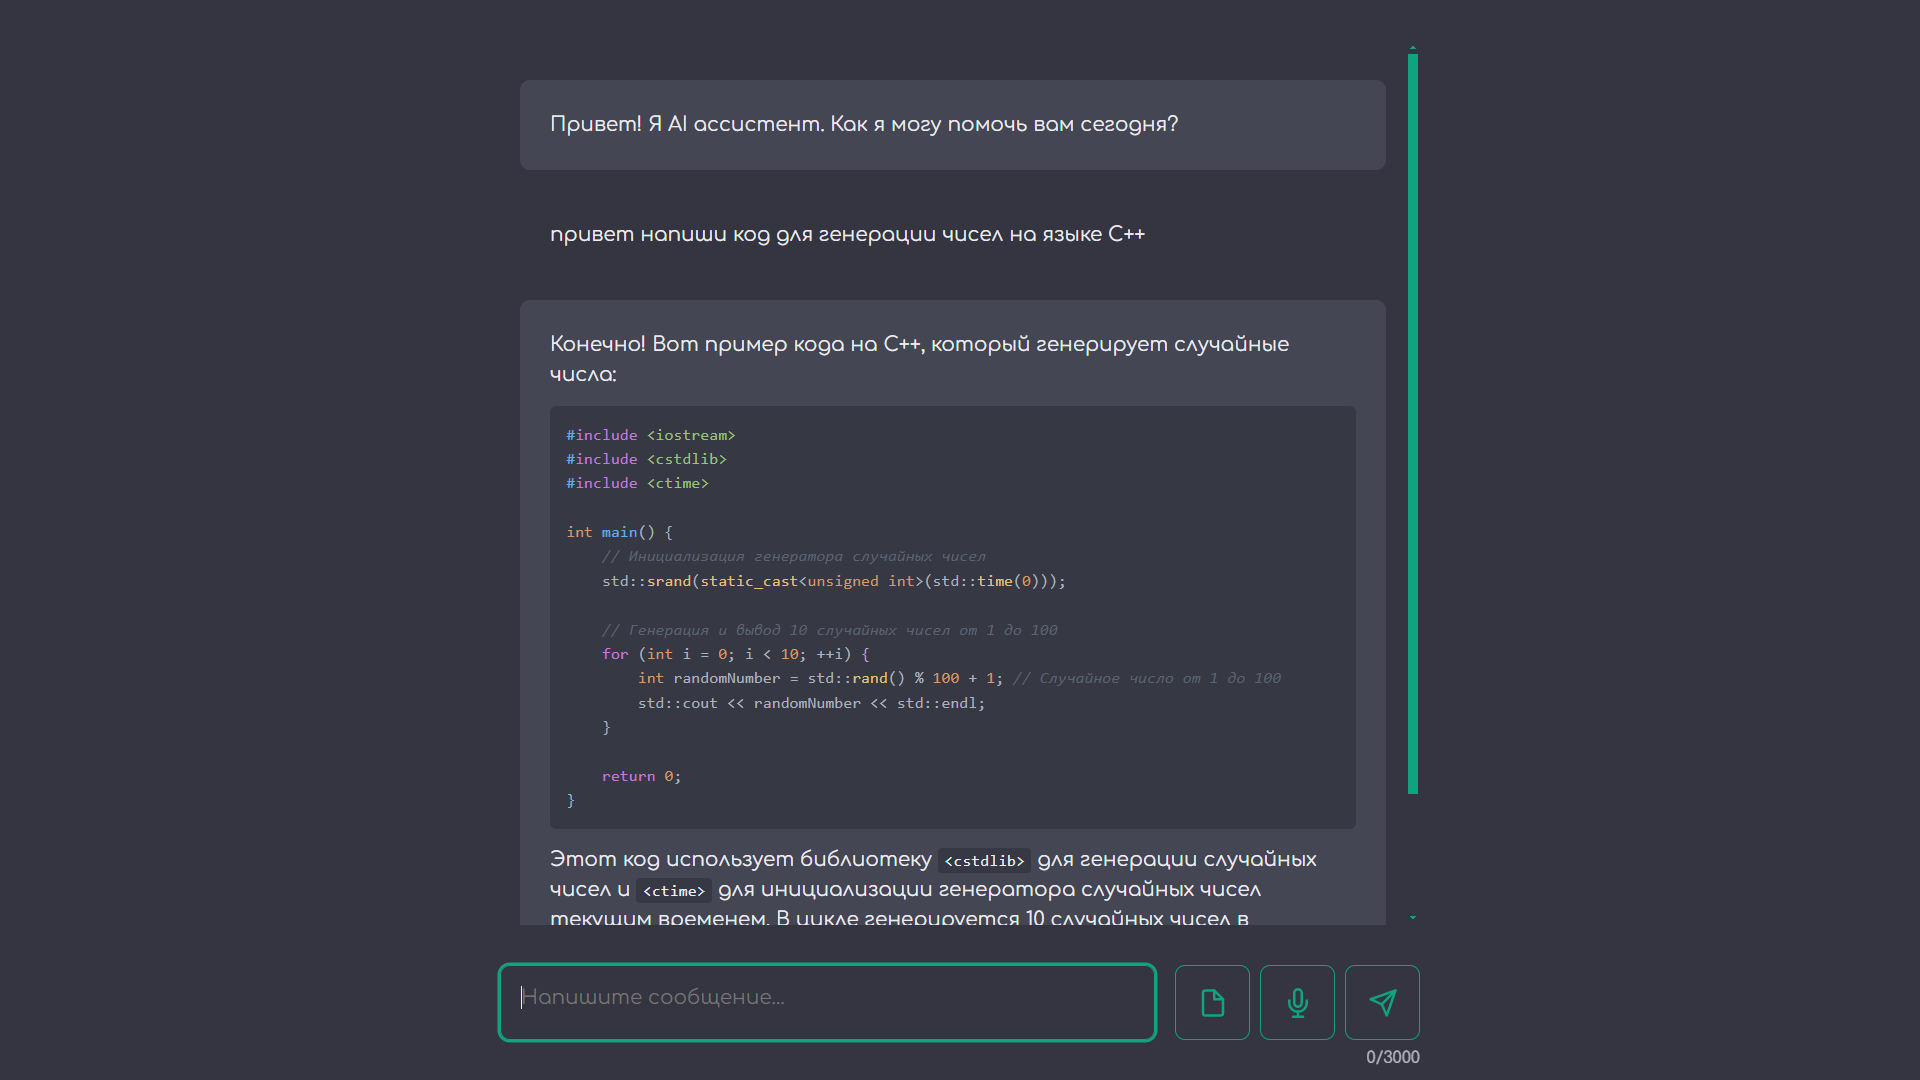 Привет! Я AI ассистент. Как я могу помочь вам сегодня?
привет напиши код для генерации чисел на языке C++
Конечно! Вот пример кода на C++, который генерирует случайные
числа:
#include <iostream>
#include <cstdlib>
#include <ctime>
int main() {
    // Инициализация генератора случайных чисел
    std::srand(static_cast<unsigned int>(std::time(0)));
    // Генерация и вывод 10 случайных чисел от 1 до 100
    for (int i = 0; i < 10; ++i) {
        int randomNumber = std::rand() % 100 + 1; // Случайное число от 1 до 100
        std::cout << randomNumber << std::endl;
    }
    return 0;
}
Этот код использует библиотеку <cstdlib> для генерации случайных
чисел и <ctime> для инициализации генератора случайных чисел
текущим временем. В цикле генерируется 10 случайных чисел в
Напишите сообщение...
0/3000